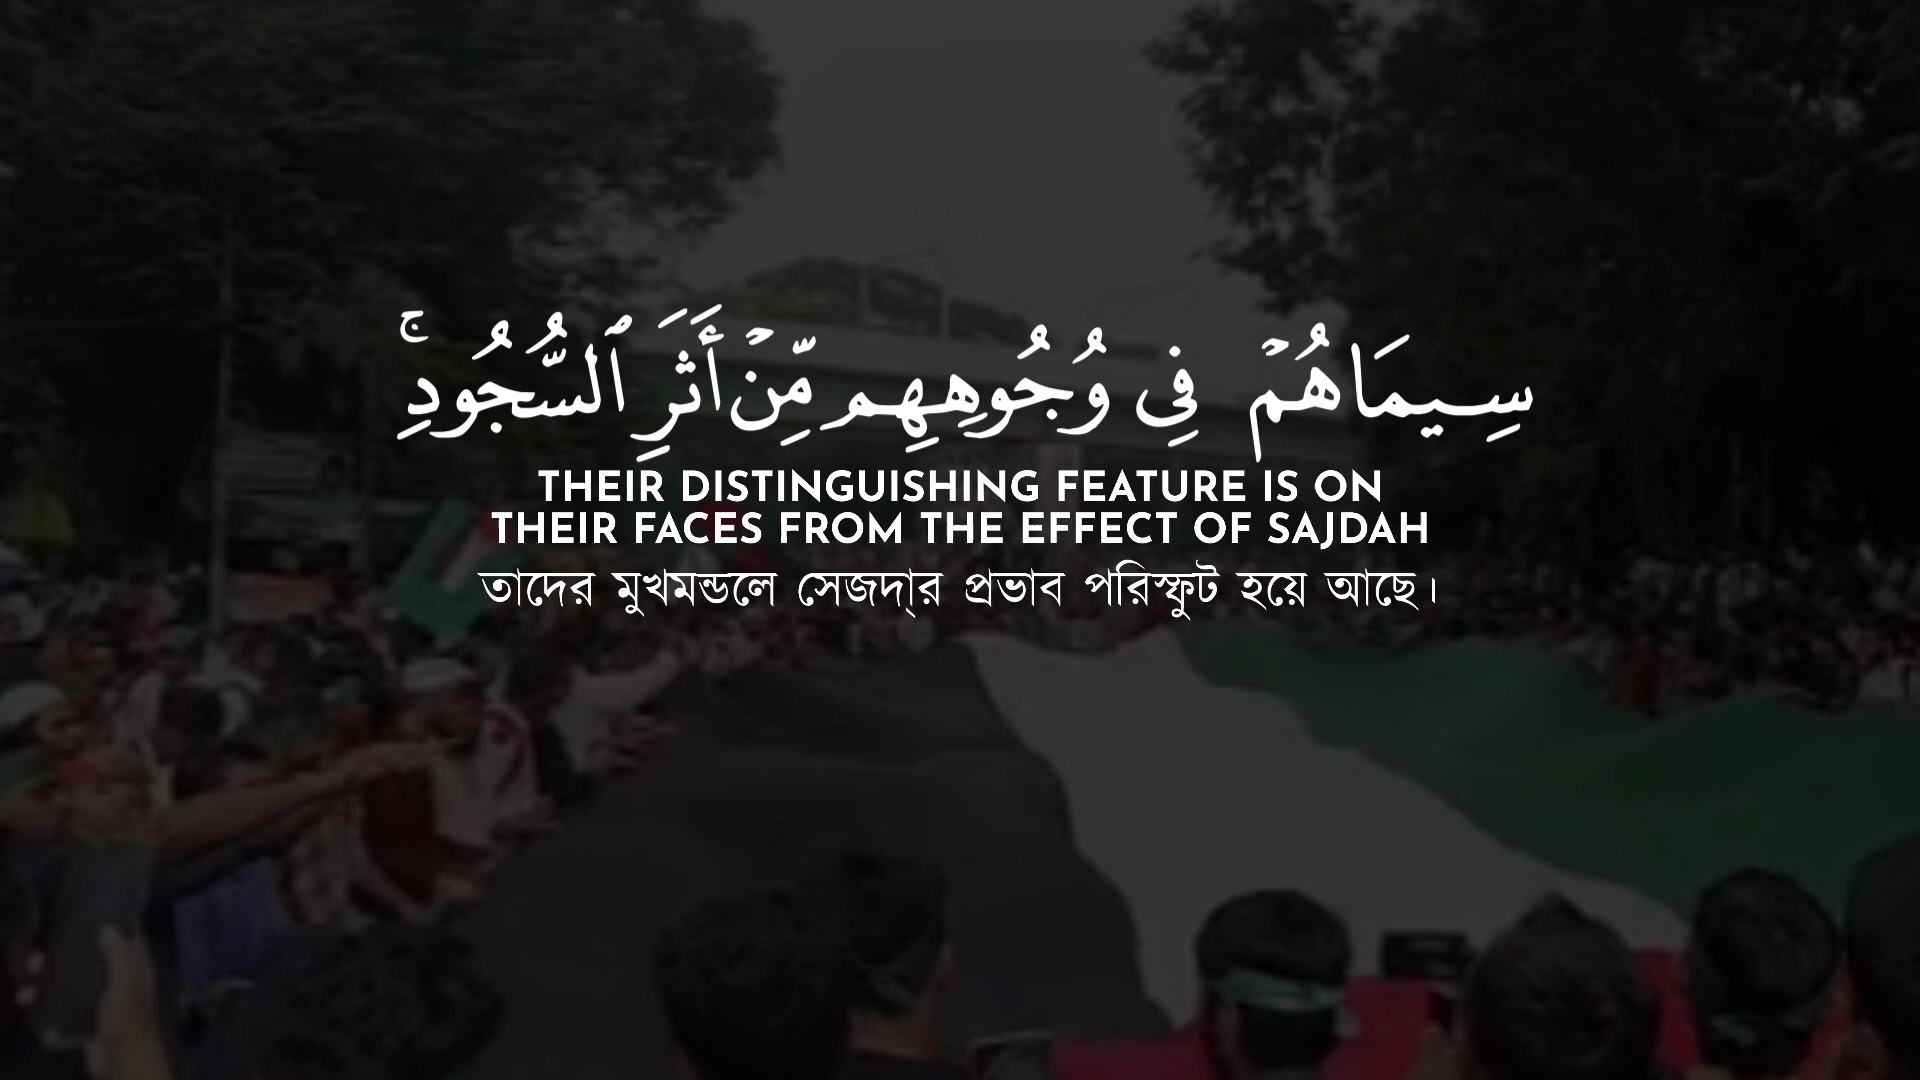 سِيمَاهُمْ فِى وُجُوهِهِم مِّنْ أَثَرِ ٱلسُّجُودِ ۚ
THEIR DISTINGUISHING FEATURE IS ON
THEIR FACES FROM THE EFFECT OF SAJDAH
তাদের মুখমন্ডলে সেজদা্র প্রভাব পরিস্ফুট হয়ে আছে।